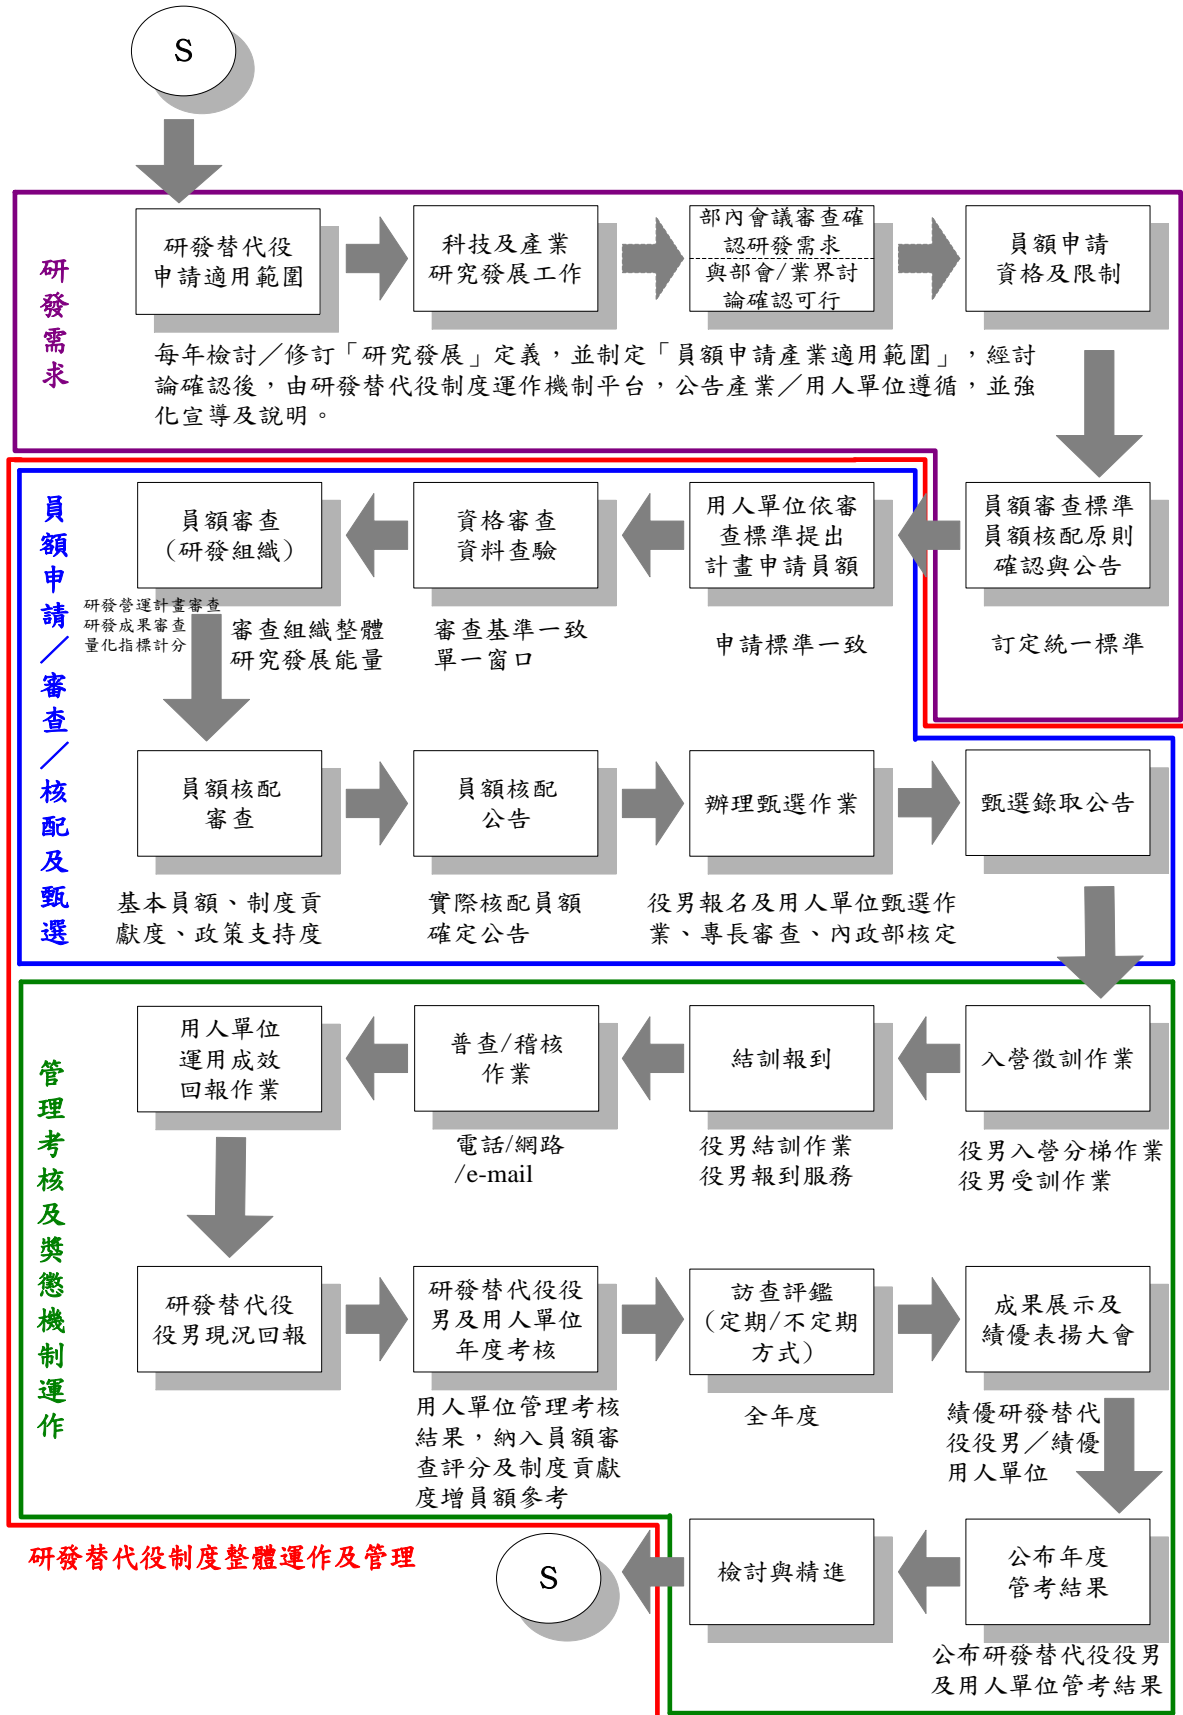 S
研發需求
研發替代役
申請適用範圍
科技及產業
研究發展工作
部內會議審查確
認研發需求
與部會/業界討
論確認可行
員額申請
資格及限制
每年檢討／修訂「研究發展」定義，並制定「員額申請產業適用範圍」，經討
論確認後，由研發替代役制度運作機制平台，公告產業／用人單位遵循，並強
化宣導及說明。
員額審查標準
員額核配原則
確認與公告
訂定統一標準
員額申請／審查／核配及甄選
用人單位依審
查標準提出
計畫申請員額
申請標準一致
資格審查
資料查驗
審查基準一致
單一窗口
員額審查
（研發組織）
研發營運計畫審查
研發成果審查
量化指標計分
審查組織整體
研究發展能量
員額核配
審查
基本員額、制度貢
獻度、政策支持度
員額核配
公告
實際核配員額
確定公告
辦理甄選作業
役男報名及用人單位甄選作
業、專長審查、內政部核定
甄選錄取公告
管理考核及獎懲機制運作
入營徵訓作業
役男入營分梯作業
役男受訓作業
結訓報到
役男結訓作業
役男報到服務
普查/稽核
作業
電話/網路
/e-mail
用人單位
運用成效
回報作業
研發替代役
役男現況回報
研發替代役役
男及用人單位
年度考核
用人單位管理考核
結果，納入員額審
查評分及制度貢獻
度增員額參考
訪查評鑑
（定期/不定期
方式）
全年度
成果展示及
績優表揚大會
績優研發替代
役役男／績優
用人單位
公布年度
管考結果
公布研發替代役役男
及用人單位管考結果
檢討與精進
S
研發替代役制度整體運作及管理